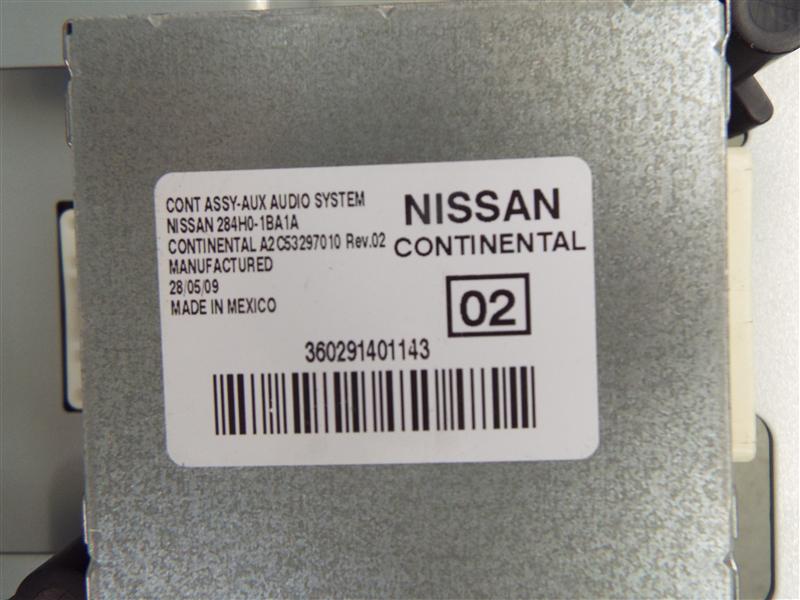 CONT ASSY-AUX AUDIO SYSTEM
NISSAN 284H0-1BA1A
CONTINENTAL A2C53297010 Rev.02
MANUFACTURED
28/05/09
MADE IN MEXICO
NISSAN
CONTINENTAL
02
360291401143